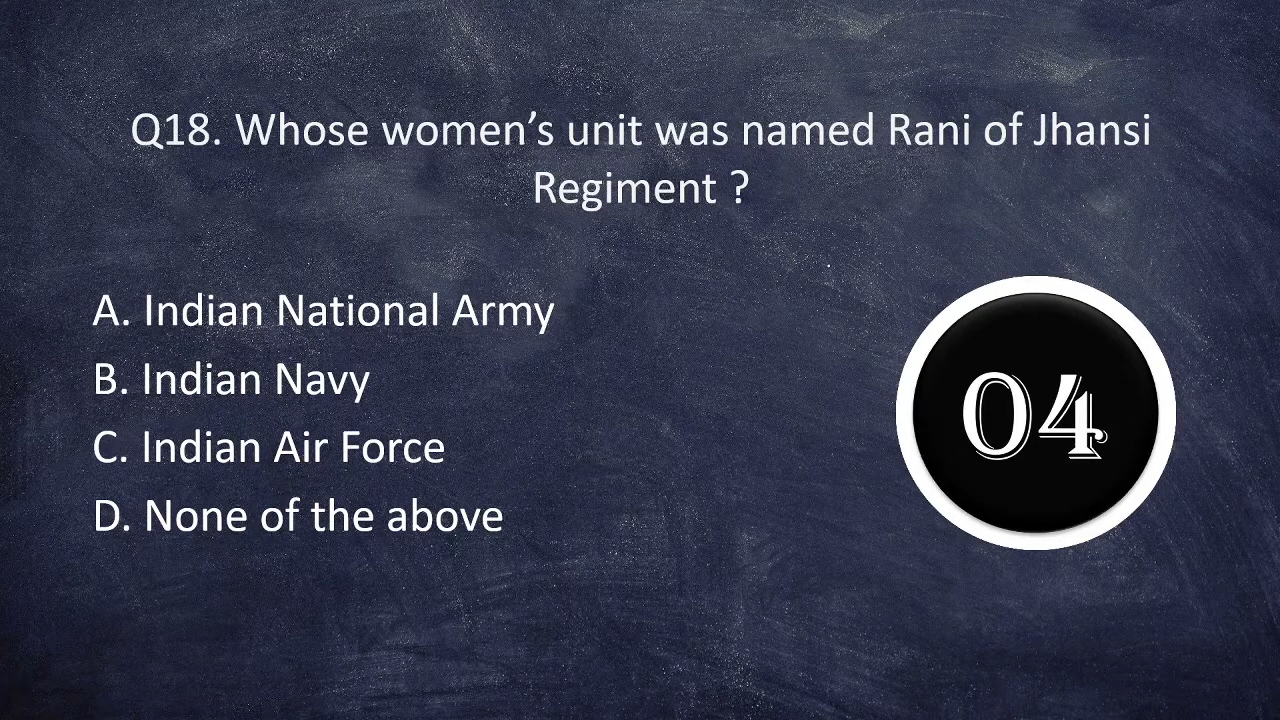 Q18. Whose women’s unit was named Rani of Jhansi
Regiment ?
A. Indian National Army
B. Indian Navy
C. Indian Air Force
D. None of the above
04